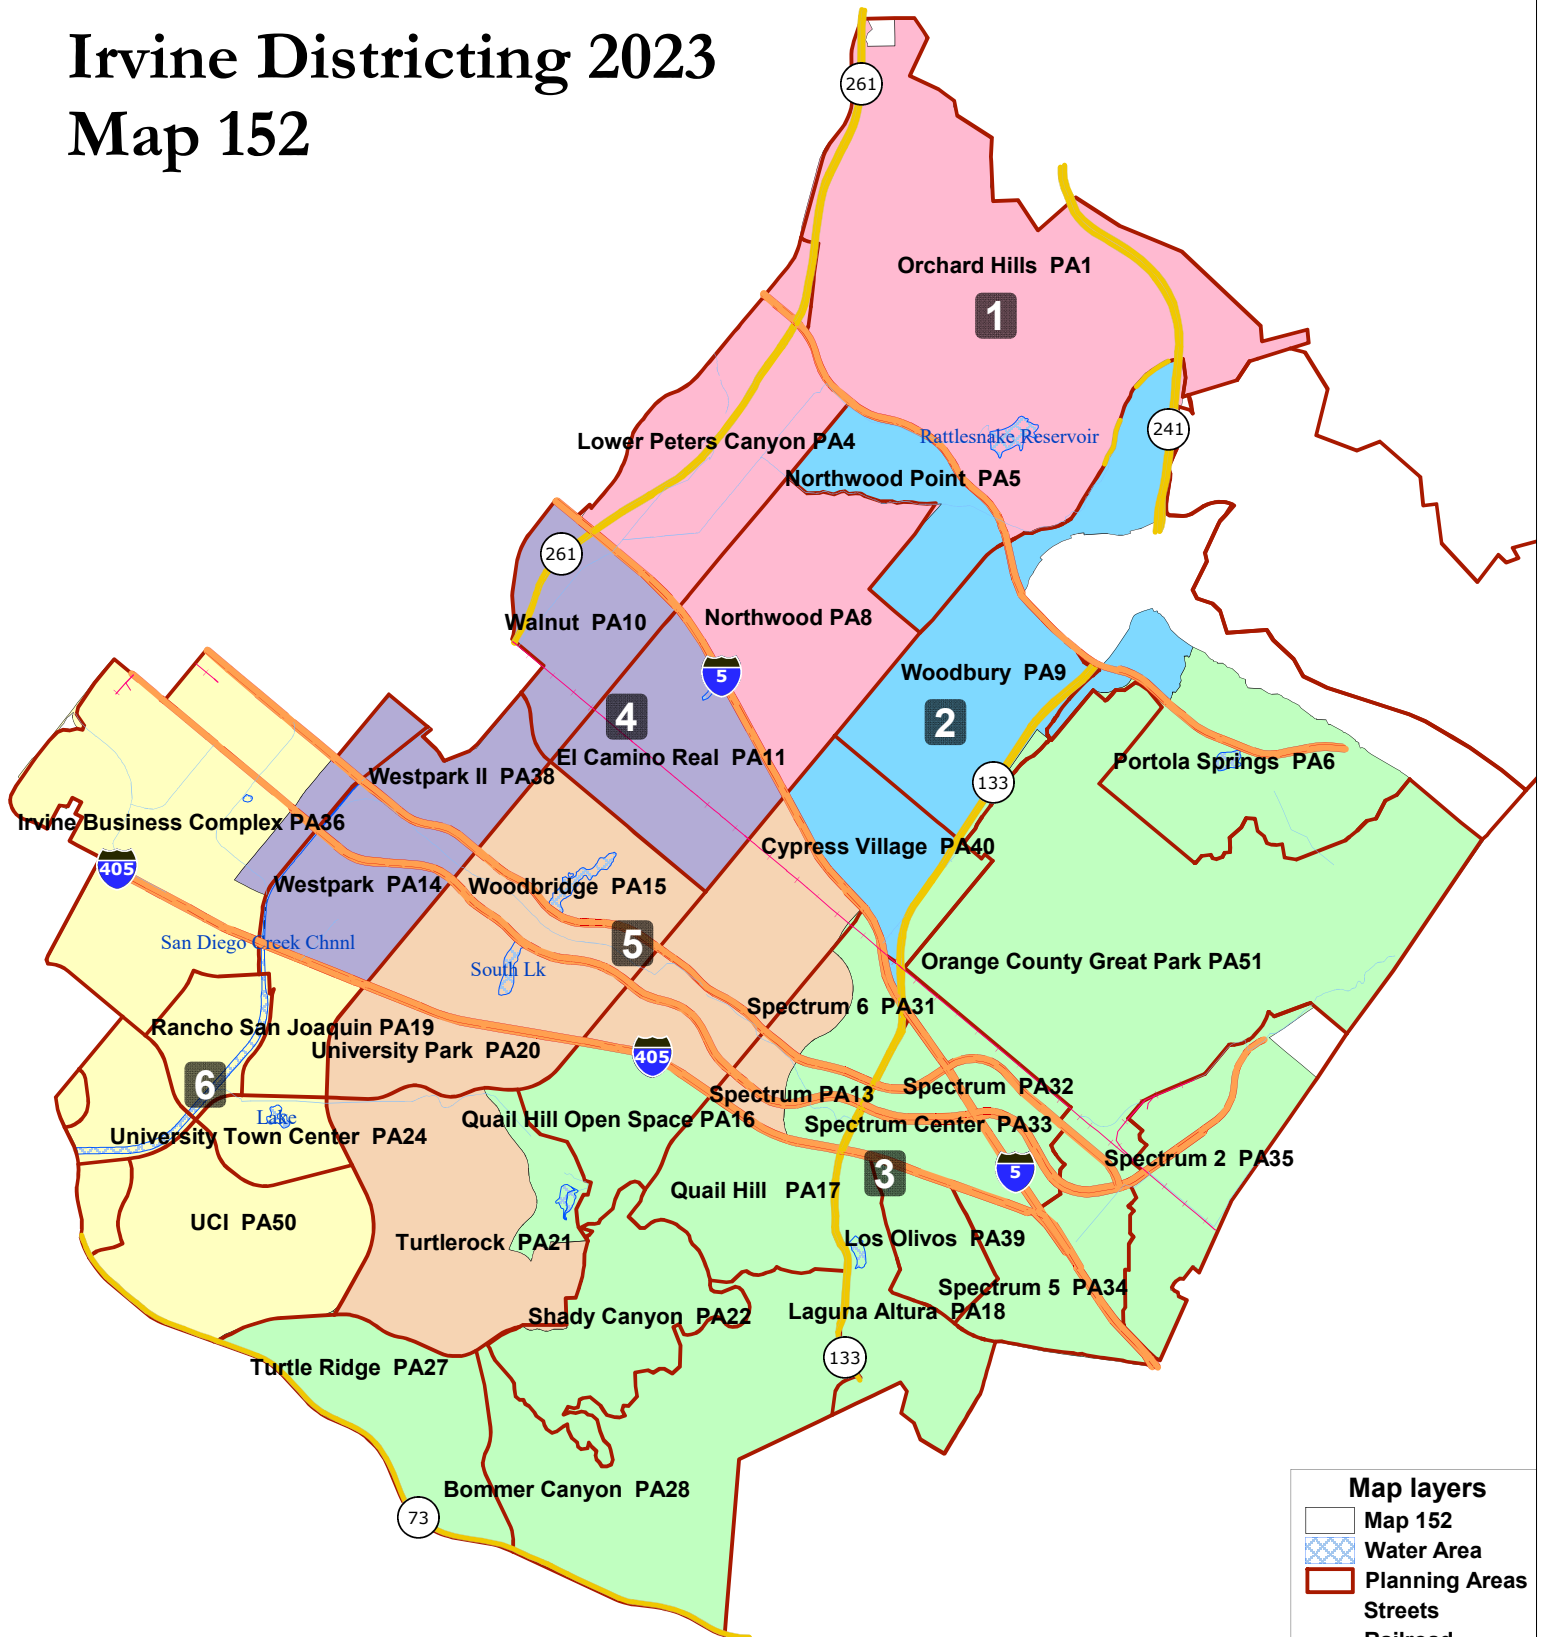 Irvine Districting 2023
Map 152
261
Orchard Hills PA1
1
241
Rattlesnake Reservoir
Lower Peters Canyon PA4
Northwood Point PA5
261
Walnut PA10
Northwood PA8
5
Woodbury PA9
4
2
El Camino Real PA11
Westpark II PA38
133
Portola Springs PA6
Irvine Business Complex PA36
Cypress Village PA40
405
Westpark PA14
Woodbridge PA15
San Diego Creek Chnnl
5
South Lk
Orange County Great Park PA51
Spectrum 6 PA31
Rancho San Joaquin PA19
University Park PA20
405
6
Spectrum PA13
Spectrum PA32
Lake
Quail Hill Open Space PA16
Spectrum Center PA33
University Town Center PA24
3
5
Spectrum 2 PA35
Quail Hill PA17
UCI PA50
Turtlerock PA21
Los Olivos PA39
Spectrum 5 PA34
Shady Canyon PA22
Laguna Altura PA18
133
Turtle Ridge PA27
Bommer Canyon PA28
73
Map layers
Map 152
Water Area
Planning Areas
Streets
Railroad